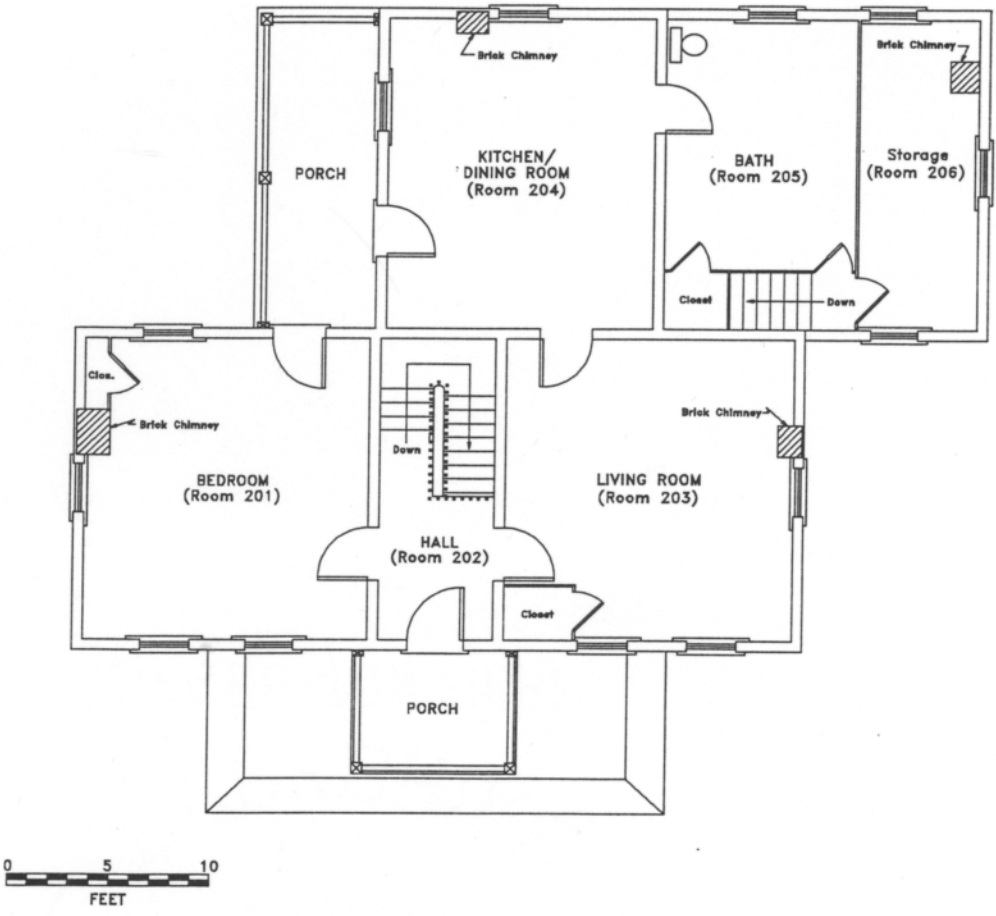 Brick Chimney
Brick Chimney
PORCH
KITCHEN/
DINING ROOM
(Room 204)
BATH
(Room 205)
Storage
(Room 206)
Closet
Down
Clos.
Brick Chimney
Brick Chimney
Down
BEDROOM
(Room 201)
LIVING ROOM
(Room 203)
HALL
(Room 202)
Closet
PORCH
0 5 10
FEET